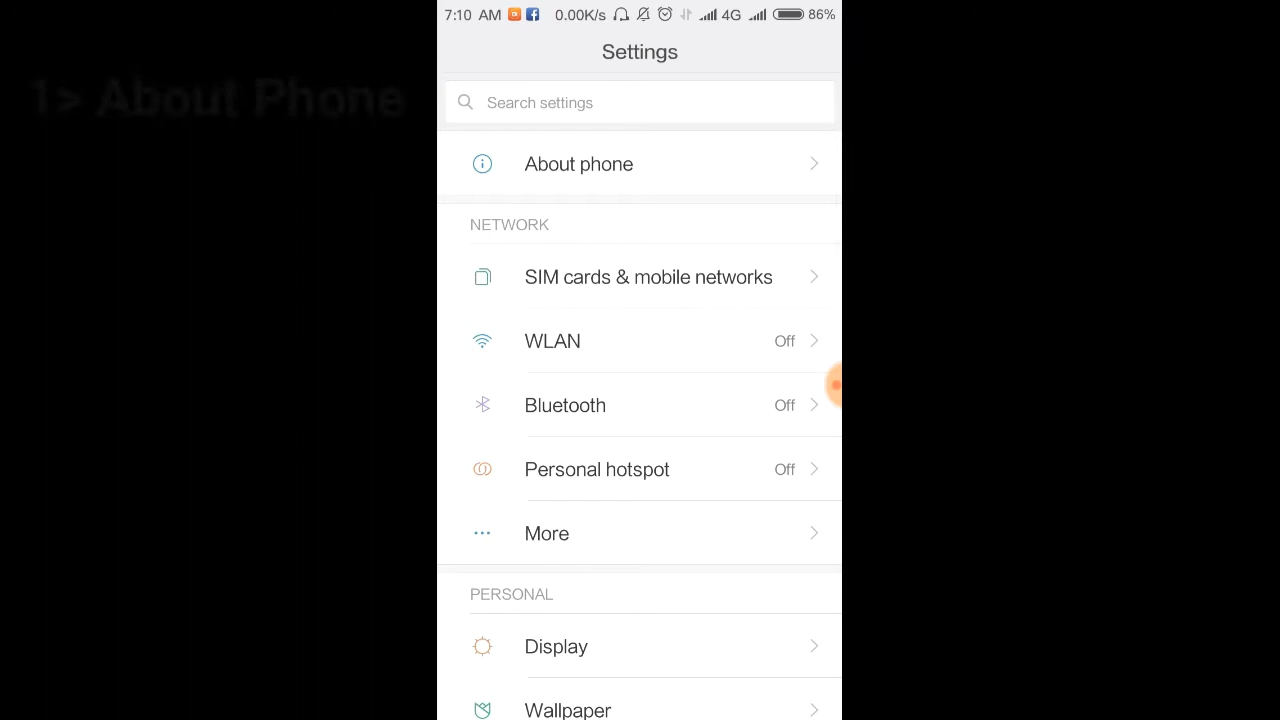 7:10 AM 0.00K/s 4G 86%
1> About Phone
Settings
Search settings
About phone
NETWORK
SIM cards & mobile networks
WLAN Off
Bluetooth Off
Personal hotspot Off
More
PERSONAL
Display
Wallpaper